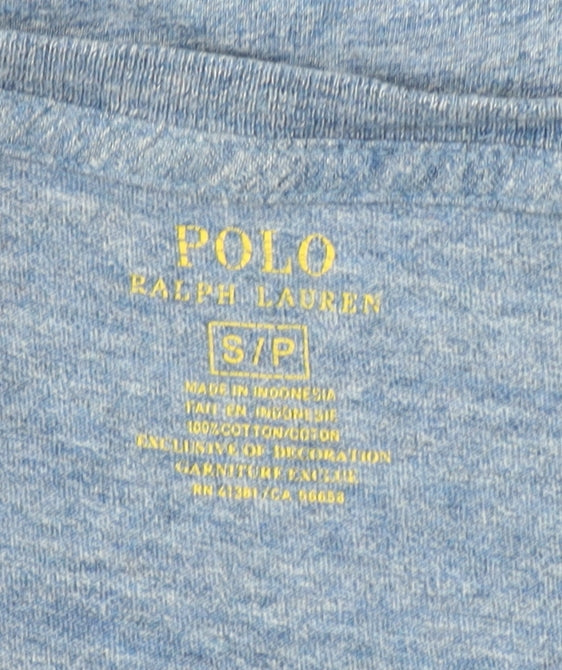 POLO
RALPH LAUREN
S/P
MADE IN INDONESIA
FAIT EN INDONESIE
100% COTTON/COTON
EXCLUSIVE OF DECORATION
GARNITURE EXCLUE
RN 41381/CA 56658